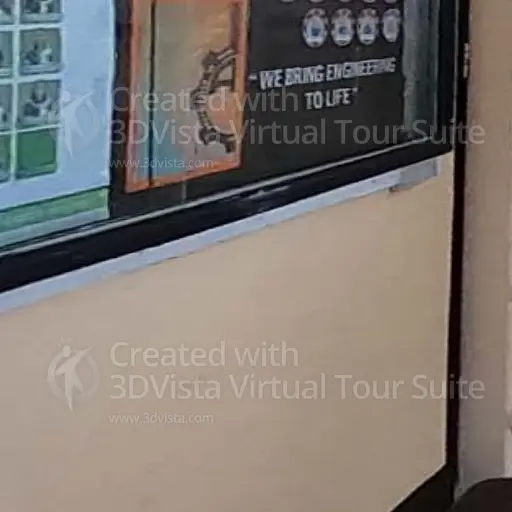 "WE BRING ENGINEERING
TO LIFE"
Created with
3DVista Virtual Tour Suite
www.3dvista.com
Created with
3DVista Virtual Tour Suite
www.3dvista.com